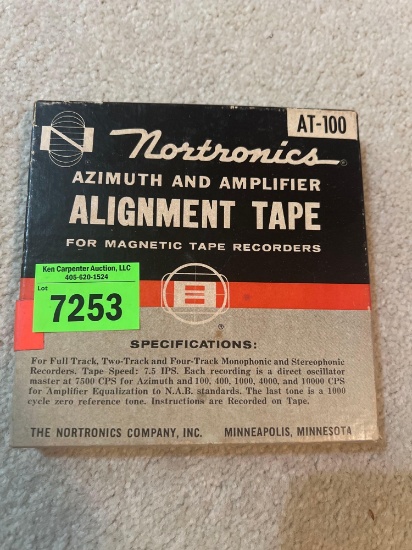 AT-100
N
Nortronics®
AZIMUTH AND AMPLIFIER
ALIGNMENT TAPE
FOR MAGNETIC TAPE RECORDERS
Ken Carpenter Auction, LLC
405-620-1524
Lot
7253
®
SPECIFICATIONS:
For Full Track, Two-Track and Four-Track Monophonic and Stereophonic
Recorders. Tape Speed: 7.5 IPS. Each recording is a direct oscillator
master at 7500 CPS for Azimuth and 100, 400, 1000, 4000, and 10000 CPS
for Amplifier Equalization to N.A.B. standards. The last tone is a 1000
cycle zero reference tone. Instructions are Recorded on Tape.
THE NORTRONICS COMPANY, INC. MINNEAPOLIS, MINNESOTA